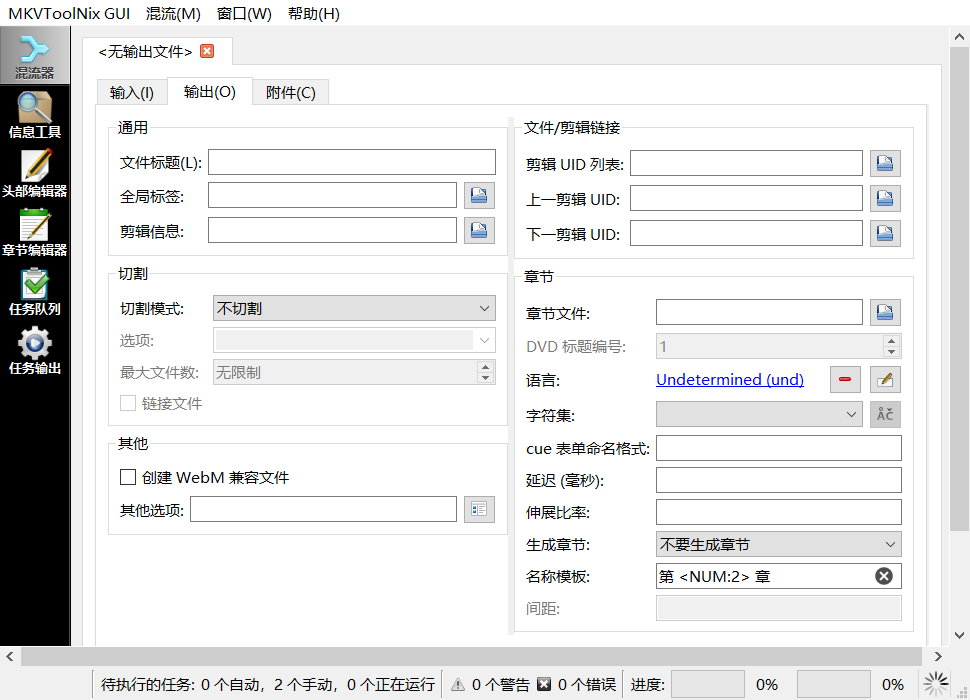 MKVToolNix GUI 混流(M) 窗口(W) 帮助(H)
混流器
信息工具
头部编辑器
章节编辑器
任务队列
任务输出
<无输出文件>
输入(I) 输出(O) 附件(C)
通用
文件标题(L):
全局标签:
剪辑信息:
切割
切割模式: 不切割
选项:
最大文件数: 无限制
链接文件
其他
创建 WebM 兼容文件
其他选项:
文件/剪辑链接
剪辑 UID 列表:
上一剪辑 UID:
下一剪辑 UID:
章节
章节文件:
DVD 标题编号: 1
语言: Undetermined (und)
字符集: ÅČ
cue 表单命名格式:
延迟 (毫秒):
伸展比率:
生成章节: 不要生成章节
名称模板: 第 <NUM:2> 章
间距:
待执行的任务: 0 个自动，2 个手动，0 个正在运行 0 个警告 0 个错误 进度: 0% 0%